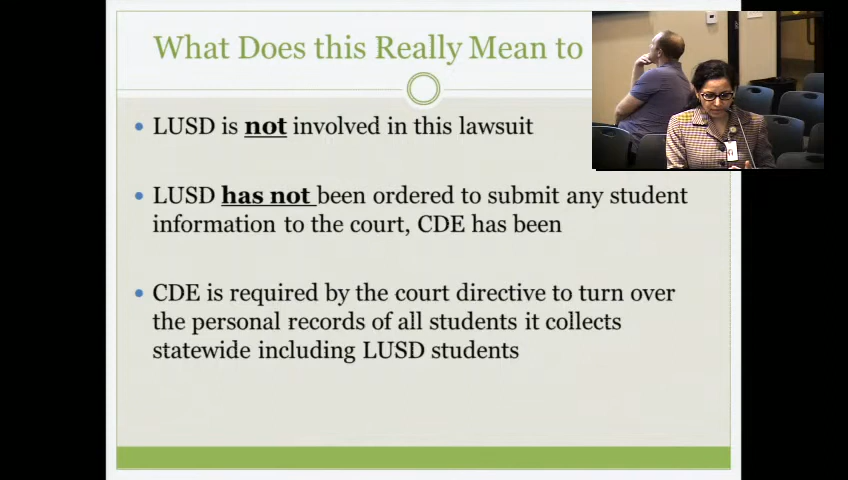 What Does this Really Mean to
LUSD is not involved in this lawsuit
LUSD has not been ordered to submit any student
information to the court, CDE has been
CDE is required by the court directive to turn over
the personal records of all students it collects
statewide including LUSD students